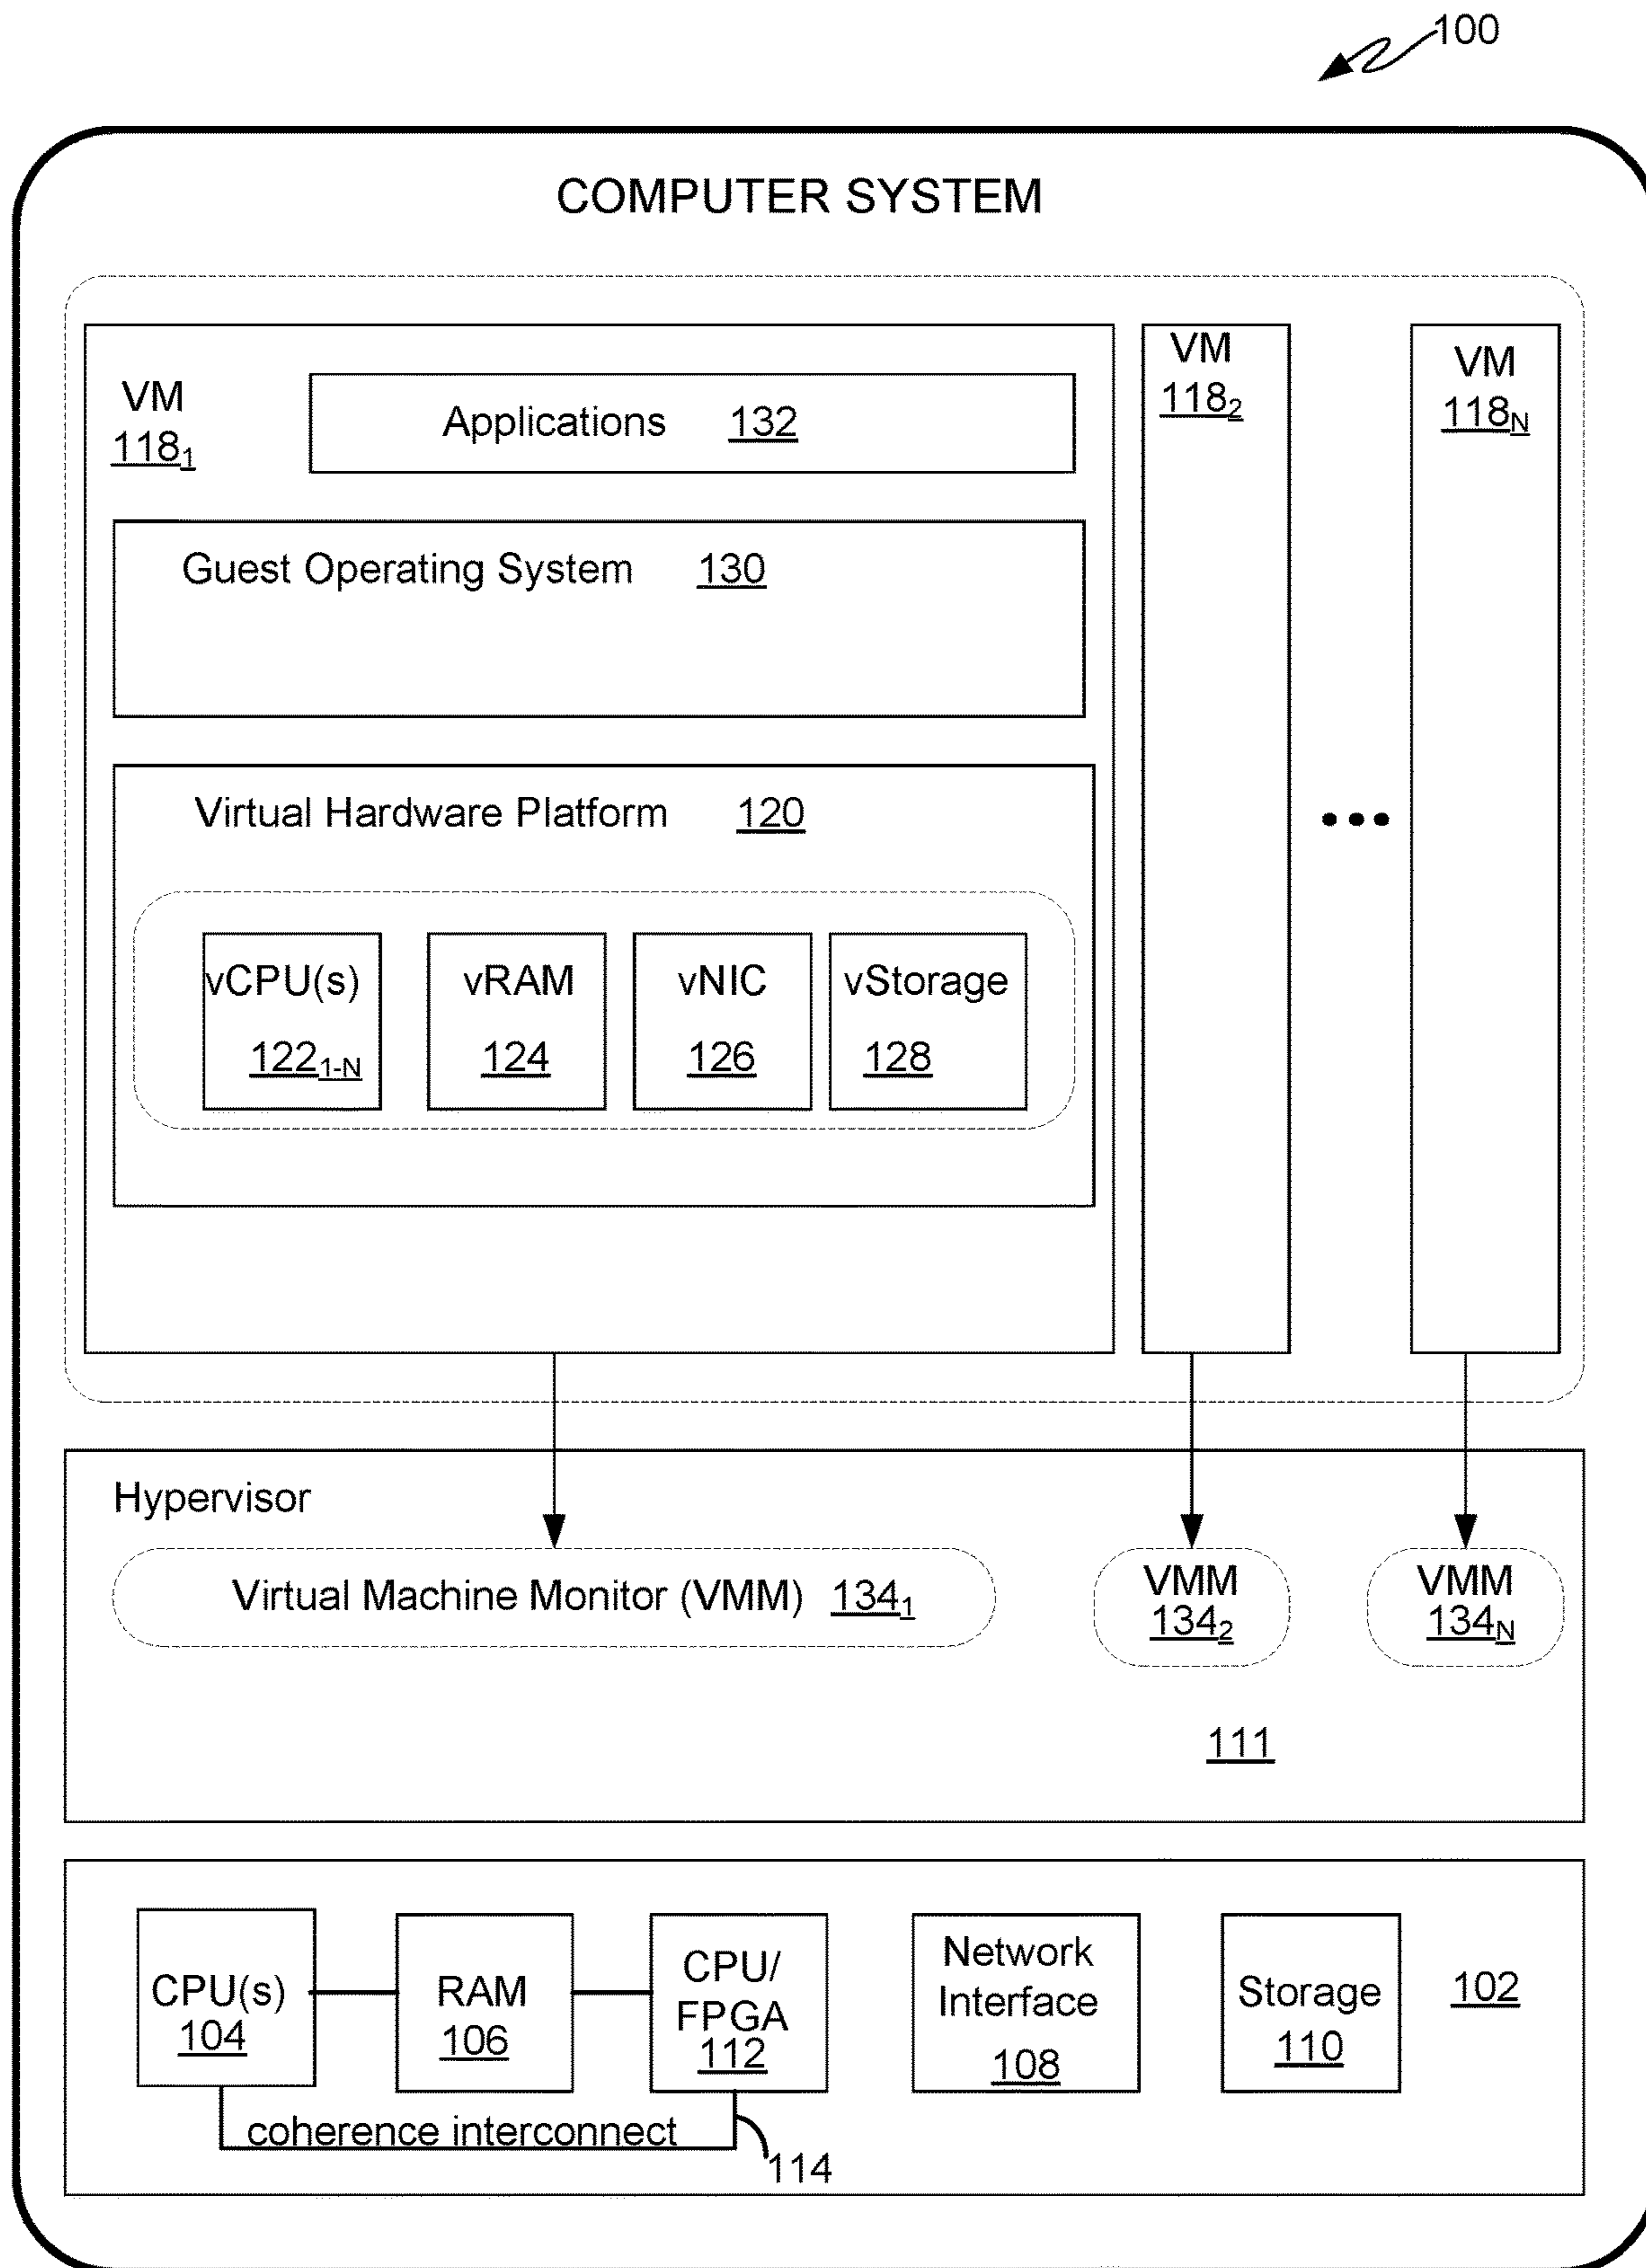 100
COMPUTER SYSTEM
VM
118₁
Applications 132
VM
118₂
VM
118N
Guest Operating System 130
Virtual Hardware Platform 120
vCPU(s)
122₁₋N
vRAM
124
vNIC
126
vStorage
128
Hypervisor
Virtual Machine Monitor (VMM) 134₁
VMM
134₂
VMM
134N
111
CPU(s)
104
RAM
106
CPU/
FPGA
112
Network
Interface
108
Storage
110
102
coherence interconnect
114